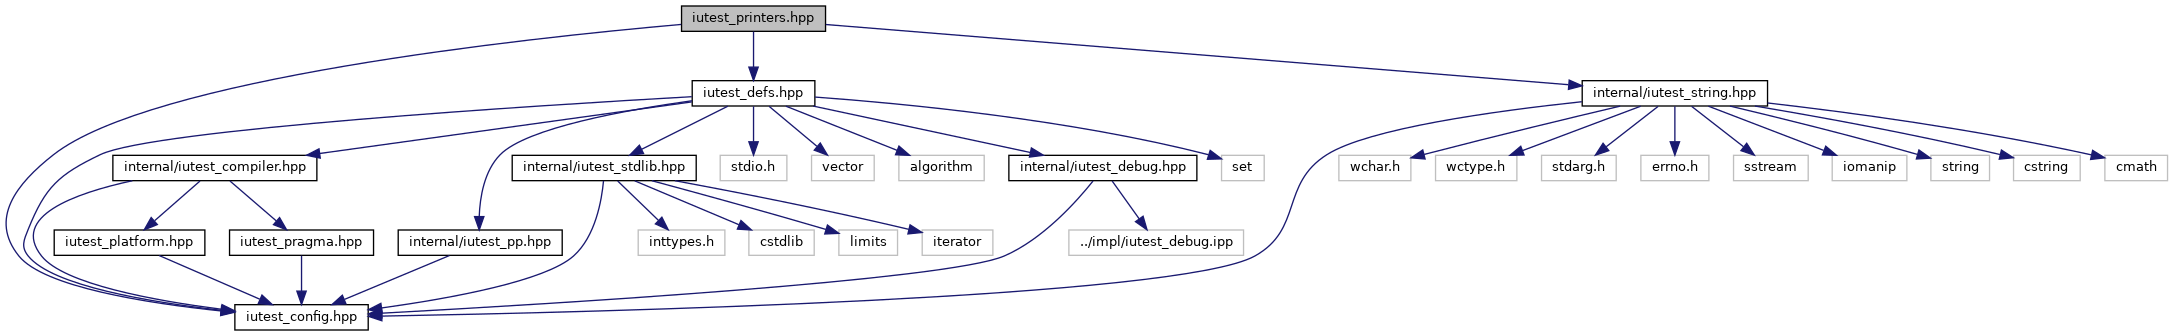 iutest_printers.hpp
iutest_defs.hpp
internal/iutest_string.hpp
internal/iutest_compiler.hpp
internal/iutest_stdlib.hpp
stdio.h
vector
algorithm
internal/iutest_debug.hpp
set
wchar.h
wctype.h
stdarg.h
errno.h
sstream
iomanip
string
cstring
cmath
iutest_platform.hpp
iutest_pragma.hpp
internal/iutest_pp.hpp
inttypes.h
cstdlib
limits
iterator
../impl/iutest_debug.ipp
iutest_config.hpp